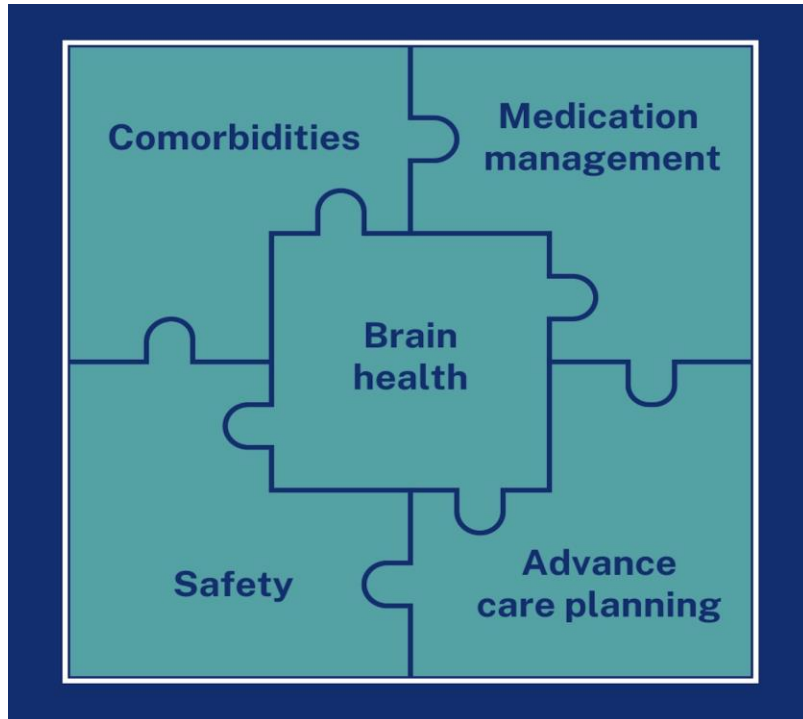 Comorbidities
Medication
management
Brain
health
Safety
Advance
care planning